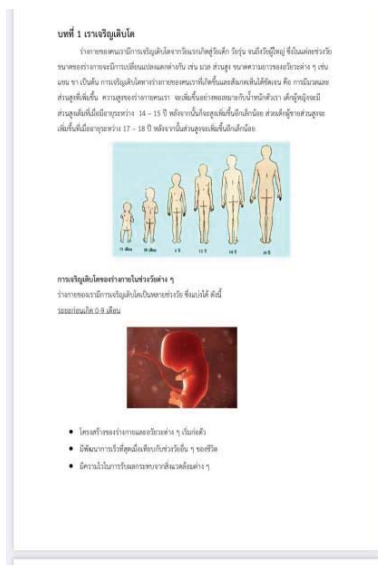 บทที่ 1 เราเจริญเติบโต
ร่างกายของคนเรามีการเจริญเติบโตจากวัยแรกเกิดสู่วัยเด็ก วัยรุ่น จนถึงวัยผู้ใหญ่ ซึ่งในแต่ละช่วงวัย
ขนาดของร่างกายจะมีการเปลี่ยนแปลงแตกต่างกัน เช่น มวล ส่วนสูง ขนาดความยาวของอวัยวะต่าง ๆ เช่น
แขน ขา เป็นต้น การเจริญเติบโตทางร่างกายของคนเราที่เกิดขึ้นและสังเกตเห็นได้ชัดเจน คือ การมีมวลและ
ส่วนสูงที่เพิ่มขึ้น ความสูงของร่างกายคนเรา จะเพิ่มขึ้นอย่างพอเหมาะกับน้ำหนักตัวเรา เด็กผู้หญิงจะมี
ส่วนสูงเต็มที่เมื่อมีอายุระหว่าง 14 – 15 ปี หลังจากนั้นก็จะสูงเพิ่มขึ้นอีกเล็กน้อย ส่วนเด็กผู้ชายส่วนสูงจะ
เพิ่มขึ้นที่เมื่ออายุระหว่าง 17 – 18 ปี หลังจากนั้นส่วนสูงจะเพิ่มขึ้นอีกเล็กน้อย
การเจริญเติบโตของร่างกายในช่วงวัยต่าง ๆ
ร่างกายของเรามีการเจริญเติบโตเป็นหลายช่วงวัย ซึ่งแบ่งได้ ดังนี้
ระยะก่อนเกิด 0-9 เดือน
● โครงสร้างของร่างกายและอวัยวะต่าง ๆ เริ่มก่อตัว
● มีพัฒนาการเร็วที่สุดเมื่อเทียบกับช่วงวัยอื่น ๆ ของชีวิต
● มีความไวในการรับผลกระทบจากสิ่งแวดล้อมต่าง ๆ